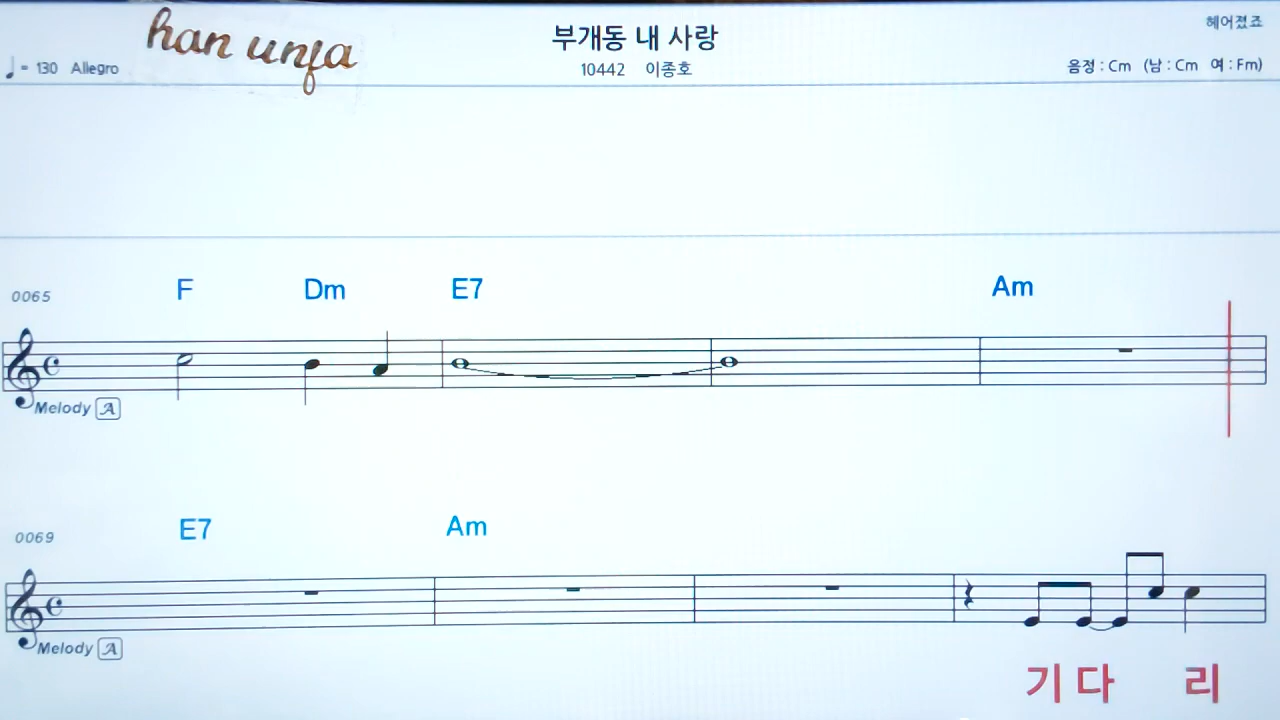 han unja
부개동 내 사랑
헤어졌죠
♩= 130 Allegro
10442 이종호
음정 : Cm (남 : Cm 여 : Fm)
0065 F Dm E7 Am
Melody A
0069 E7 Am
Melody A
기 다 리